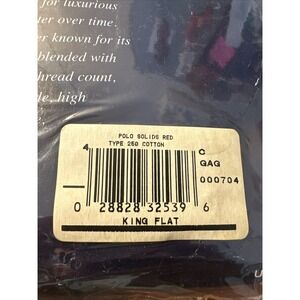 for luxurious
ter over time.
er known for its
blended with
hread count,
le, high
POLO SOLIDS RED
TYPE 250 COTTON
4
C
GAG
000704
0 28828 32539 6
KING FLAT